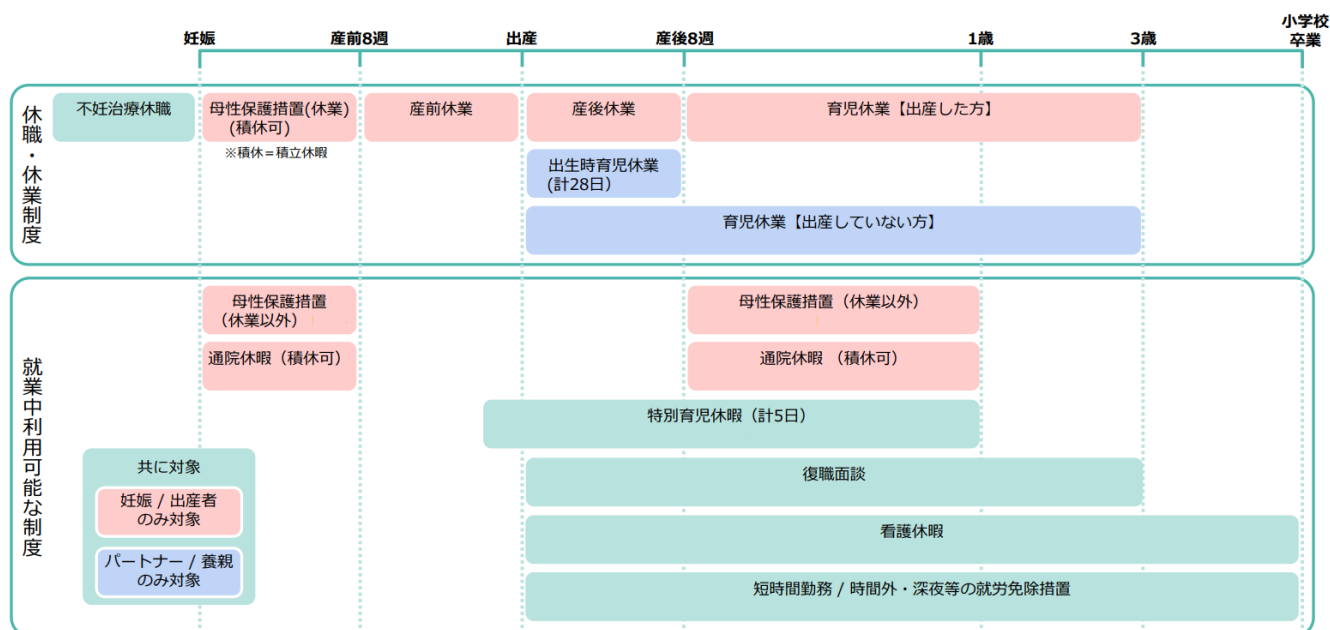 妊娠
産前8週
出産
産後8週
1歳
3歳
小学校
卒業
休職・休業制度
不妊治療休職
母性保護措置(休業)
(積休可)
※積休=積立休暇
産前休業
産後休業
育児休業【出産した方】
出生時育児休業
(計28日)
育児休業【出産していない方】
就業中利用可能な制度
母性保護措置
(休業以外)
母性保護措置(休業以外)
通院休暇(積休可)
通院休暇 (積休可)
特別育児休暇(計5日)
復職面談
看護休暇
短時間勤務 / 時間外・深夜等の就労免除措置
共に対象
妊娠 / 出産者
のみ対象
パートナー / 養親
のみ対象